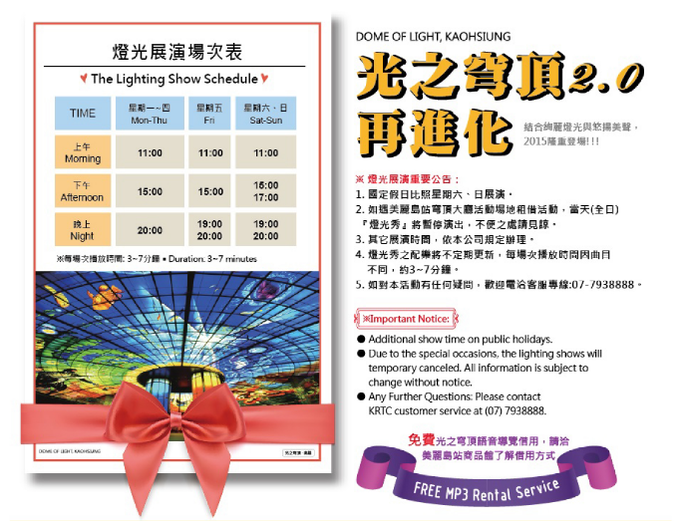 燈光展演場次表
The Lighting Show Schedule
TIME 星期一~四 星期五 星期六、日
Mon-Thu Fri Sat-Sun
上午
Morning 11:00 11:00 11:00
下午
Afternoon 15:00 15:00 15:00
17:00
晚上
Night 20:00 19:00 19:00
20:00 20:00
※每場次播放時間: 3~7分鐘 • Duration: 3~7 minutes
DOME OF LIGHT, KAOHSIUNG
光之穹頂·高雄
DOME OF LIGHT, KAOHSIUNG
光之穹頂2.0
再進化
結合絢麗燈光與悠揚美聲，
2015隆重登場!!!
※ 燈光展演重要公告：
1. 國定假日比照星期六、日展演。
2. 如遇美麗島站穹頂大廳活動場地租借活動，當天(全日)
『燈光秀』將暫停演出，不便之處請見諒。
3. 其它展演時間，依本公司規定辦理。
4. 燈光秀之配樂將不定期更新，每場次播放時間因曲目
不同，約3~7分鐘。
5. 如對本活動有任何疑問，歡迎電洽客服專線:07-7938888。
※Important Notice:
● Additional show time on public holidays.
● Due to the special occasions, the lighting shows will
temporary canceled. All information is subject to
change without notice.
● Any Further Questions: Please contact
KRTC customer service at (07) 7938888.
免費光之穹頂語音導覽借用，請洽
美麗島站商品館了解借用方式
FREE MP3 Rental Service